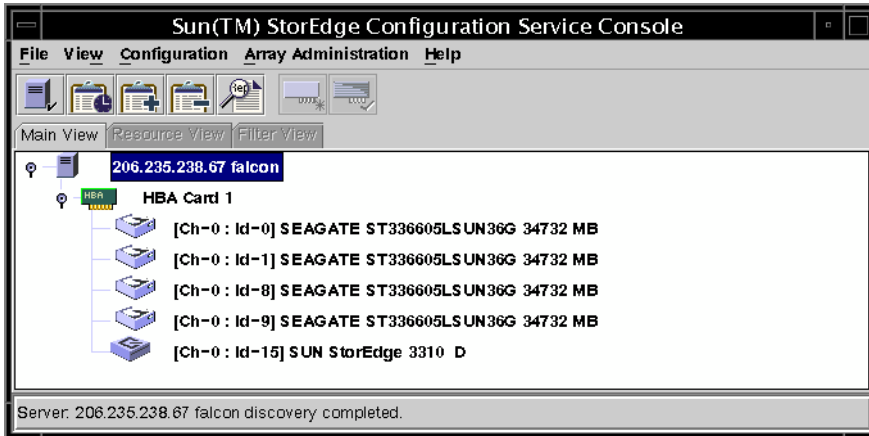 Sun(TM) StorEdge Configuration Service Console
File View Configuration Array Administration Help
Rep
Main View Resource View Filter View
206.235.238.67 falcon
HBA HBA Card 1
[Ch-0 : Id-0] SEAGATE ST336605LSUN36G 34732 MB
[Ch-0 : Id-1] SEAGATE ST336605LSUN36G 34732 MB
[Ch-0 : Id-8] SEAGATE ST336605LSUN36G 34732 MB
[Ch-0 : Id-9] SEAGATE ST336605LSUN36G 34732 MB
[Ch-0 : Id-15] SUN StorEdge 3310 D
Server: 206.235.238.67 falcon discovery completed.